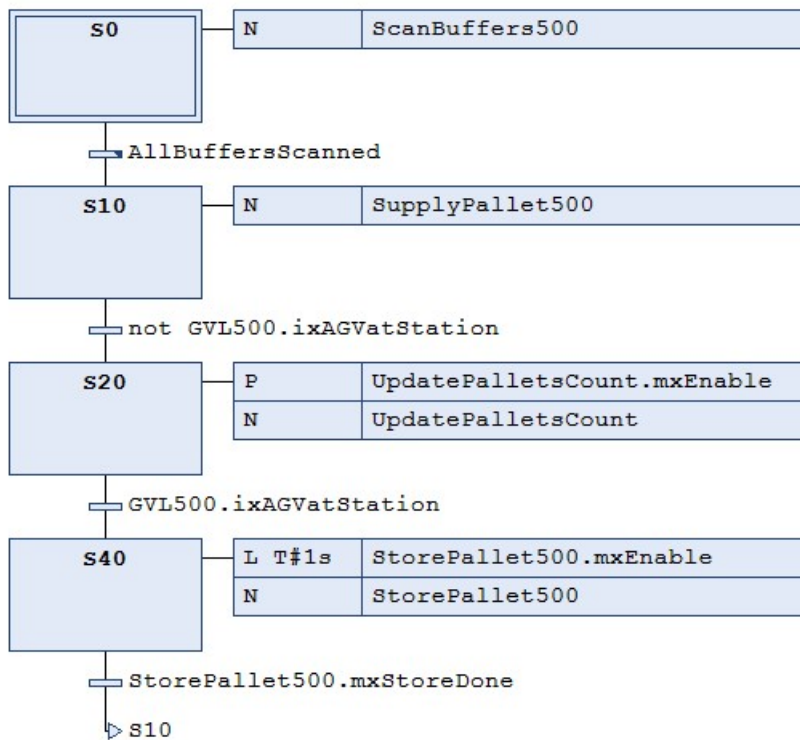 S0 N ScanBuffers500
AllBuffersScanned
S10 N SupplyPallet500
not GVL500.ixAGVatStation
S20 P UpdatePalletsCount.mxEnable
N UpdatePalletsCount
GVL500.ixAGVatStation
S40 L T#1s StorePallet500.mxEnable
N StorePallet500
StorePallet500.mxStoreDone
S10